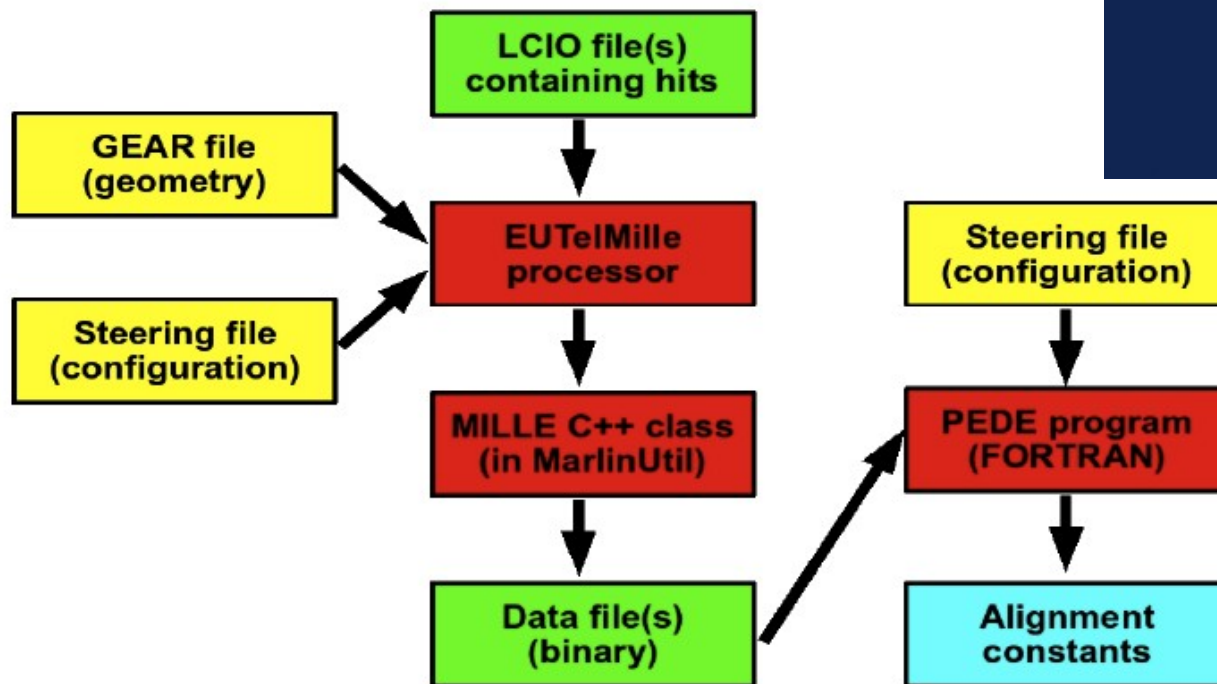 LCIO file(s)
containing hits
GEAR file
(geometry)
EUTelMille
processor
Steering file
(configuration)
Steering file
(configuration)
MILLE C++ class
(in MarlinUtil)
PEDE program
(FORTRAN)
Data file(s)
(binary)
Alignment
constants